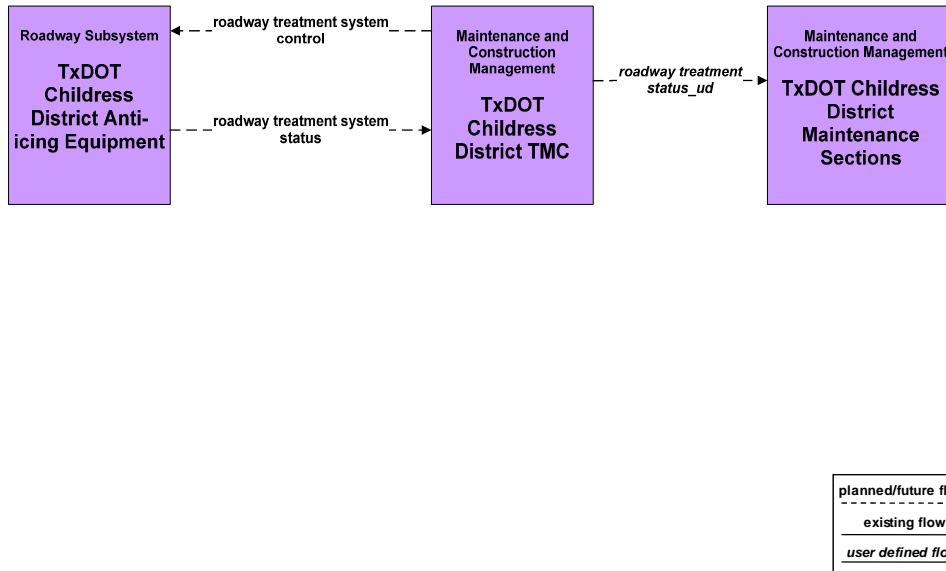 Roadway Subsystem
TxDOT
Childress
District Anti-
icing Equipment
roadway treatment system
control
roadway treatment system
status
Maintenance and
Construction
Management
TxDOT
Childress
District TMC
roadway treatment
status_ud
Maintenance and
Construction Management
TxDOT Childress
District
Maintenance
Sections
planned/future
existing flow
user defined